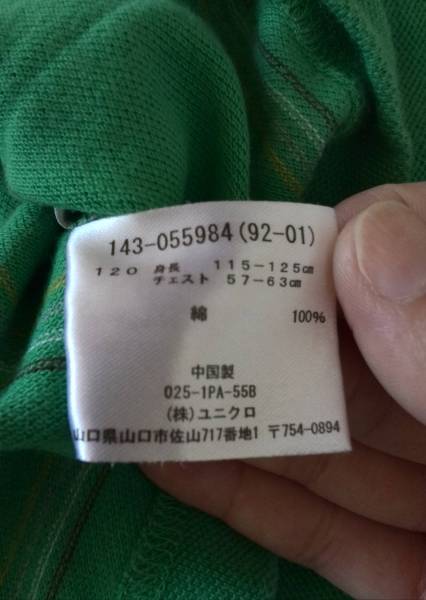 143-055984(92-01)
120 身長 115-125㎝
チェスト 57-63㎝
綿 100%
中国製
025-1PA-55B
(株)ユニクロ
山口県山口市佐山717番地1 〒754-0894